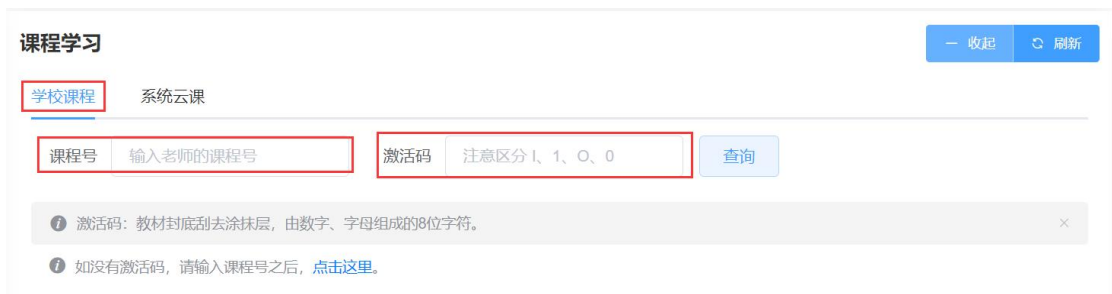 课程学习 — 收起 刷新
学校课程 系统云课
课程号 输入老师的课程号 激活码 注意区分 I、1、O、0 查询
激活码：教材封底刮去涂抹层，由数字、字母组成的8位字符。
如没有激活码，请输入课程号之后，点击这里。